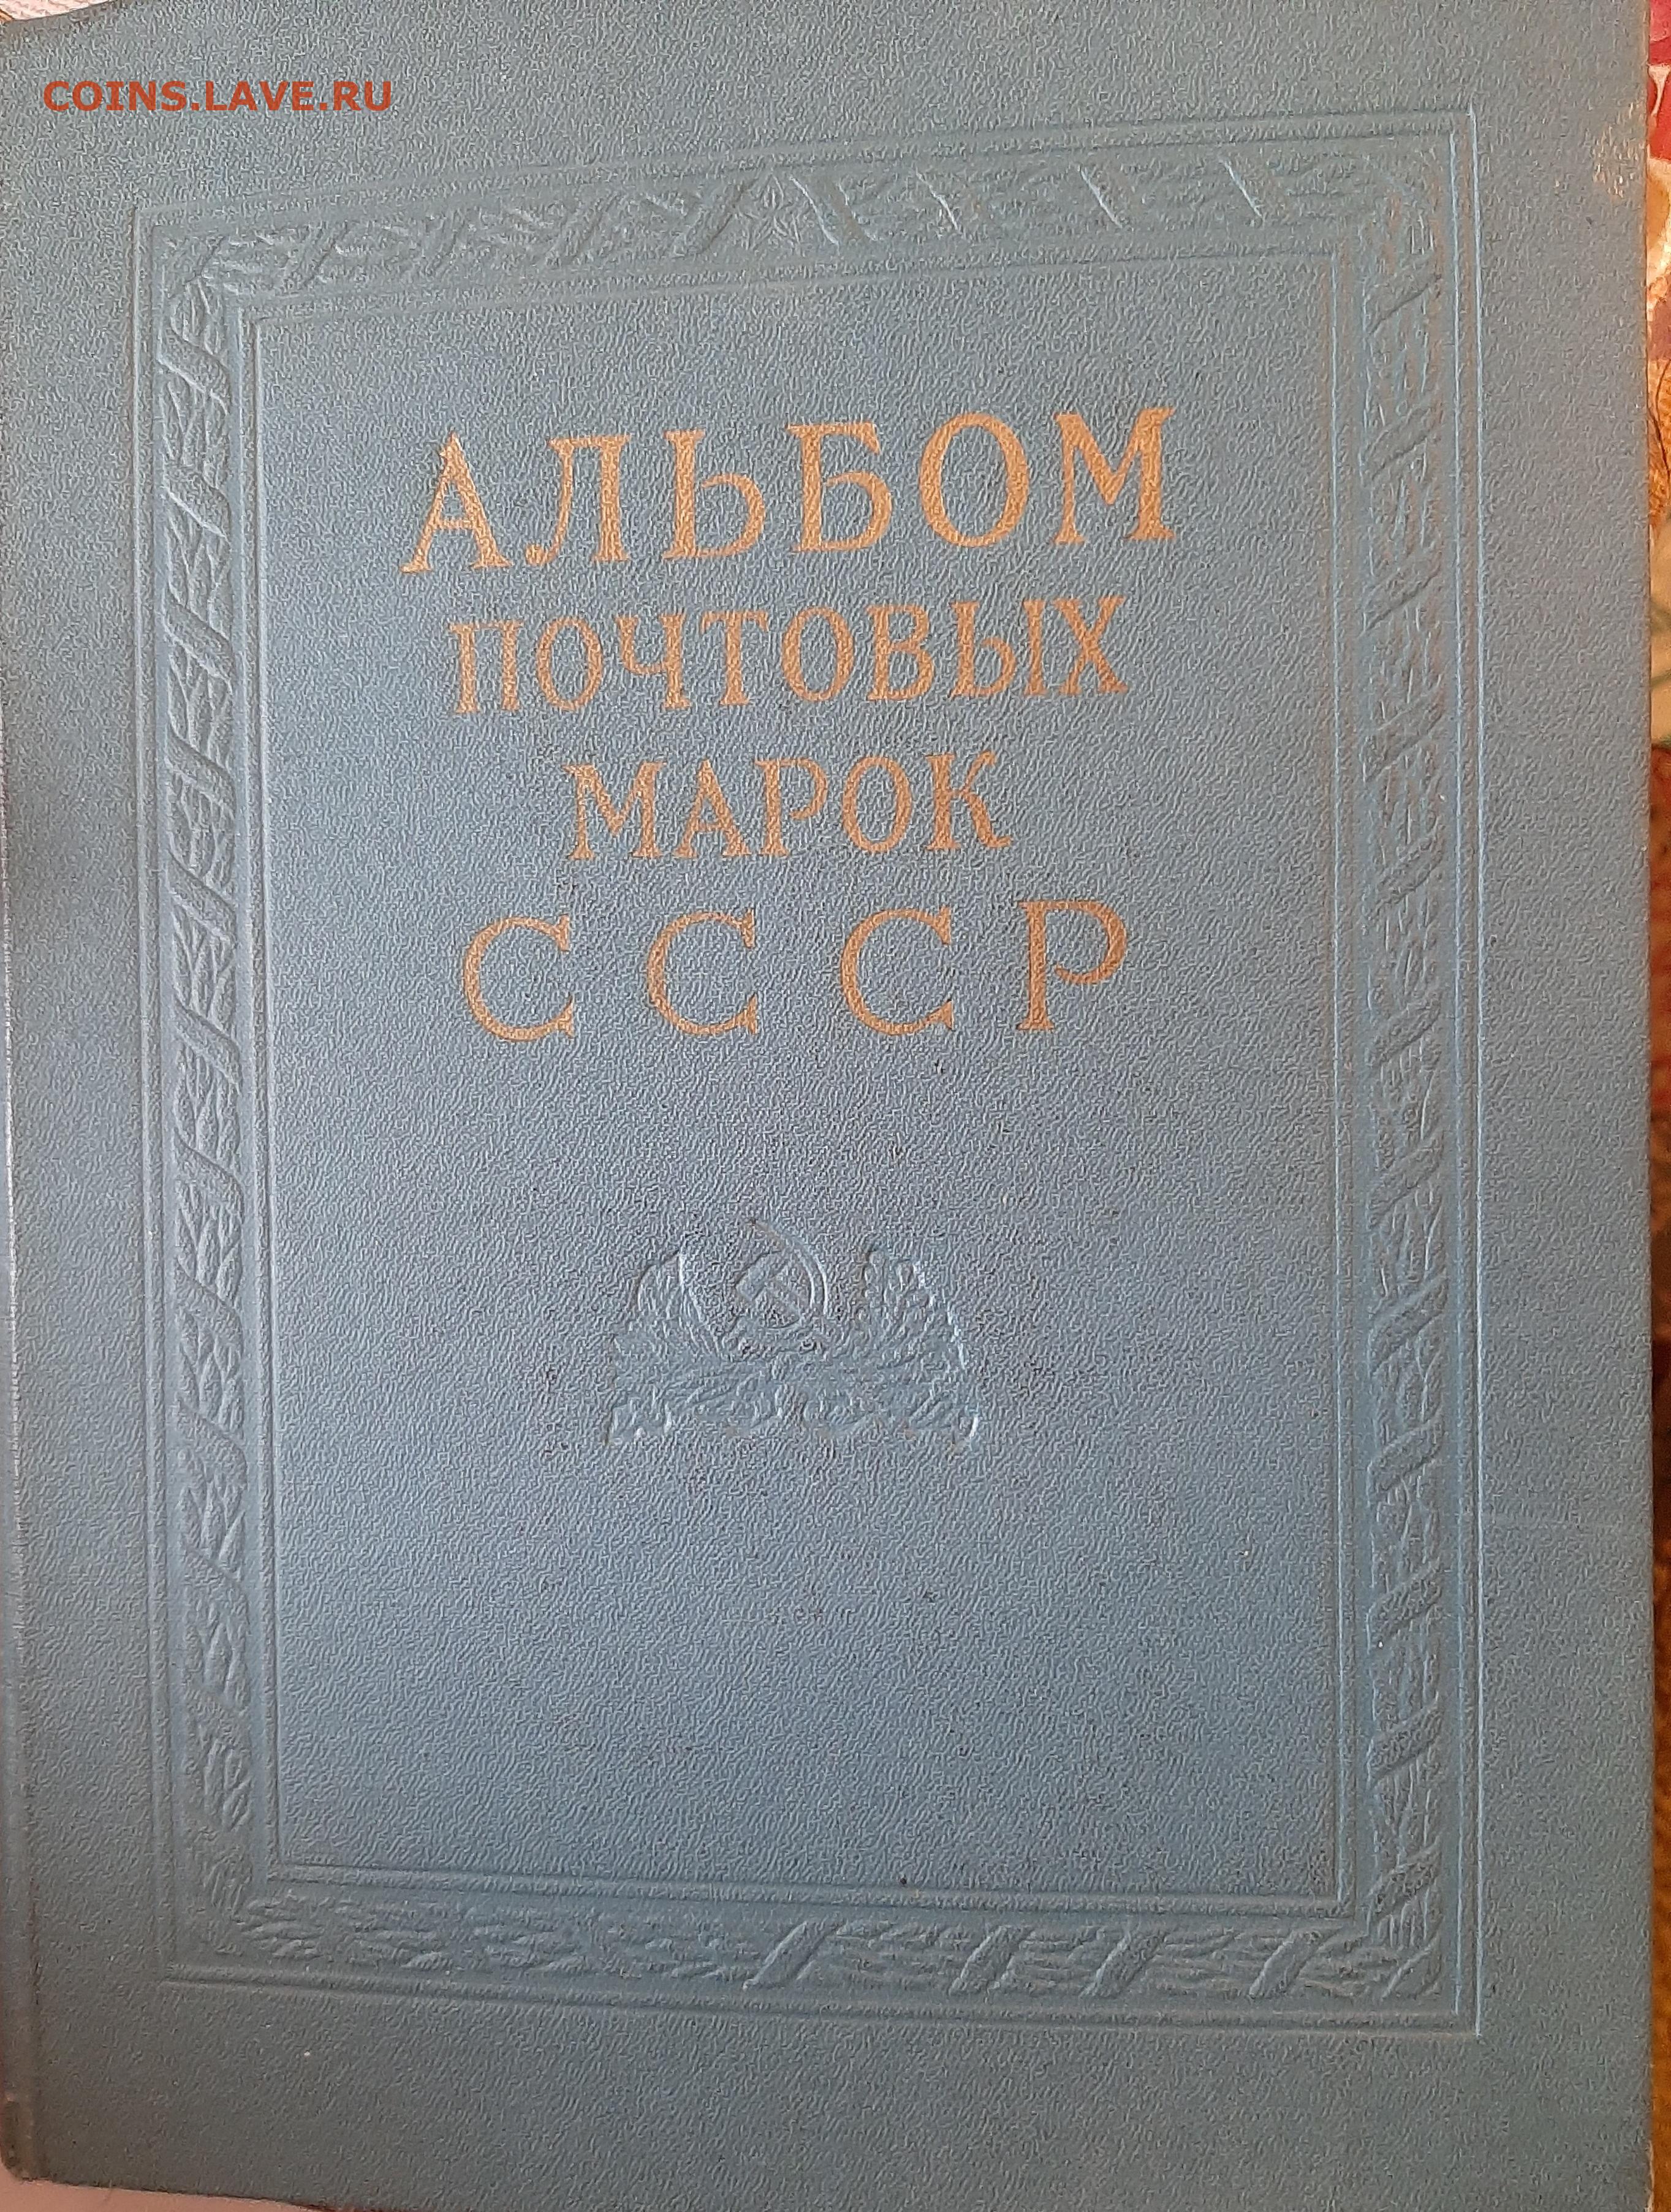 COINS.LAVE.RU
АЛЬБОМ
ПОЧТОВЫХ
МАРОК
СССР